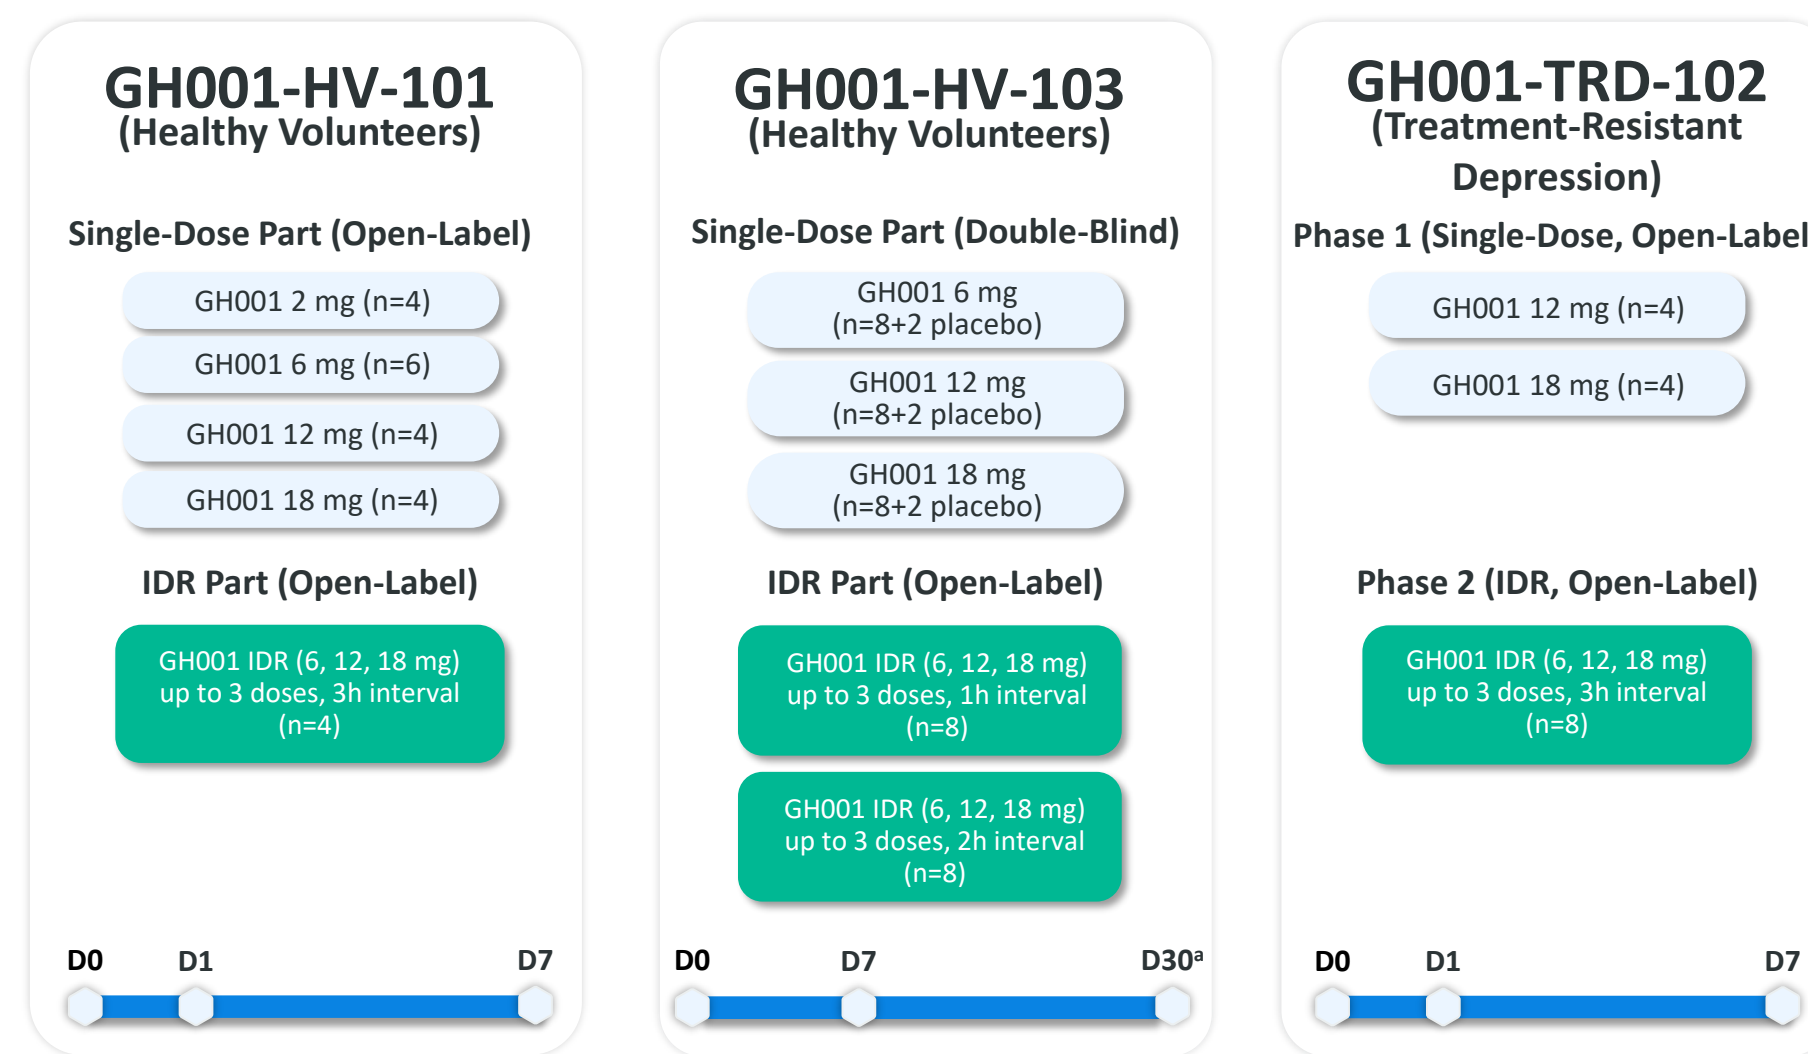 GH001-HV-101
(Healthy Volunteers)
Single-Dose Part (Open-Label)
GH001 2 mg (n=4)
GH001 6 mg (n=6)
GH001 12 mg (n=4)
GH001 18 mg (n=4)
IDR Part (Open-Label)
GH001 IDR (6, 12, 18 mg)
up to 3 doses, 3h interval
(n=4)
D0 D1 D7
GH001-HV-103
(Healthy Volunteers)
Single-Dose Part (Double-Blind)
GH001 6 mg
(n=8+2 placebo)
GH001 12 mg
(n=8+2 placebo)
GH001 18 mg
(n=8+2 placebo)
IDR Part (Open-Label)
GH001 IDR (6, 12, 18 mg)
up to 3 doses, 1h interval
(n=8)
GH001 IDR (6, 12, 18 mg)
up to 3 doses, 2h interval
(n=8)
D0 D7 D30ᵃ
GH001-TRD-102
(Treatment-Resistant
Depression)
Phase 1 (Single-Dose, Open-Label
GH001 12 mg (n=4)
GH001 18 mg (n=4)
Phase 2 (IDR, Open-Label)
GH001 IDR (6, 12, 18 mg)
up to 3 doses, 3h interval
(n=8)
D0 D1 D7